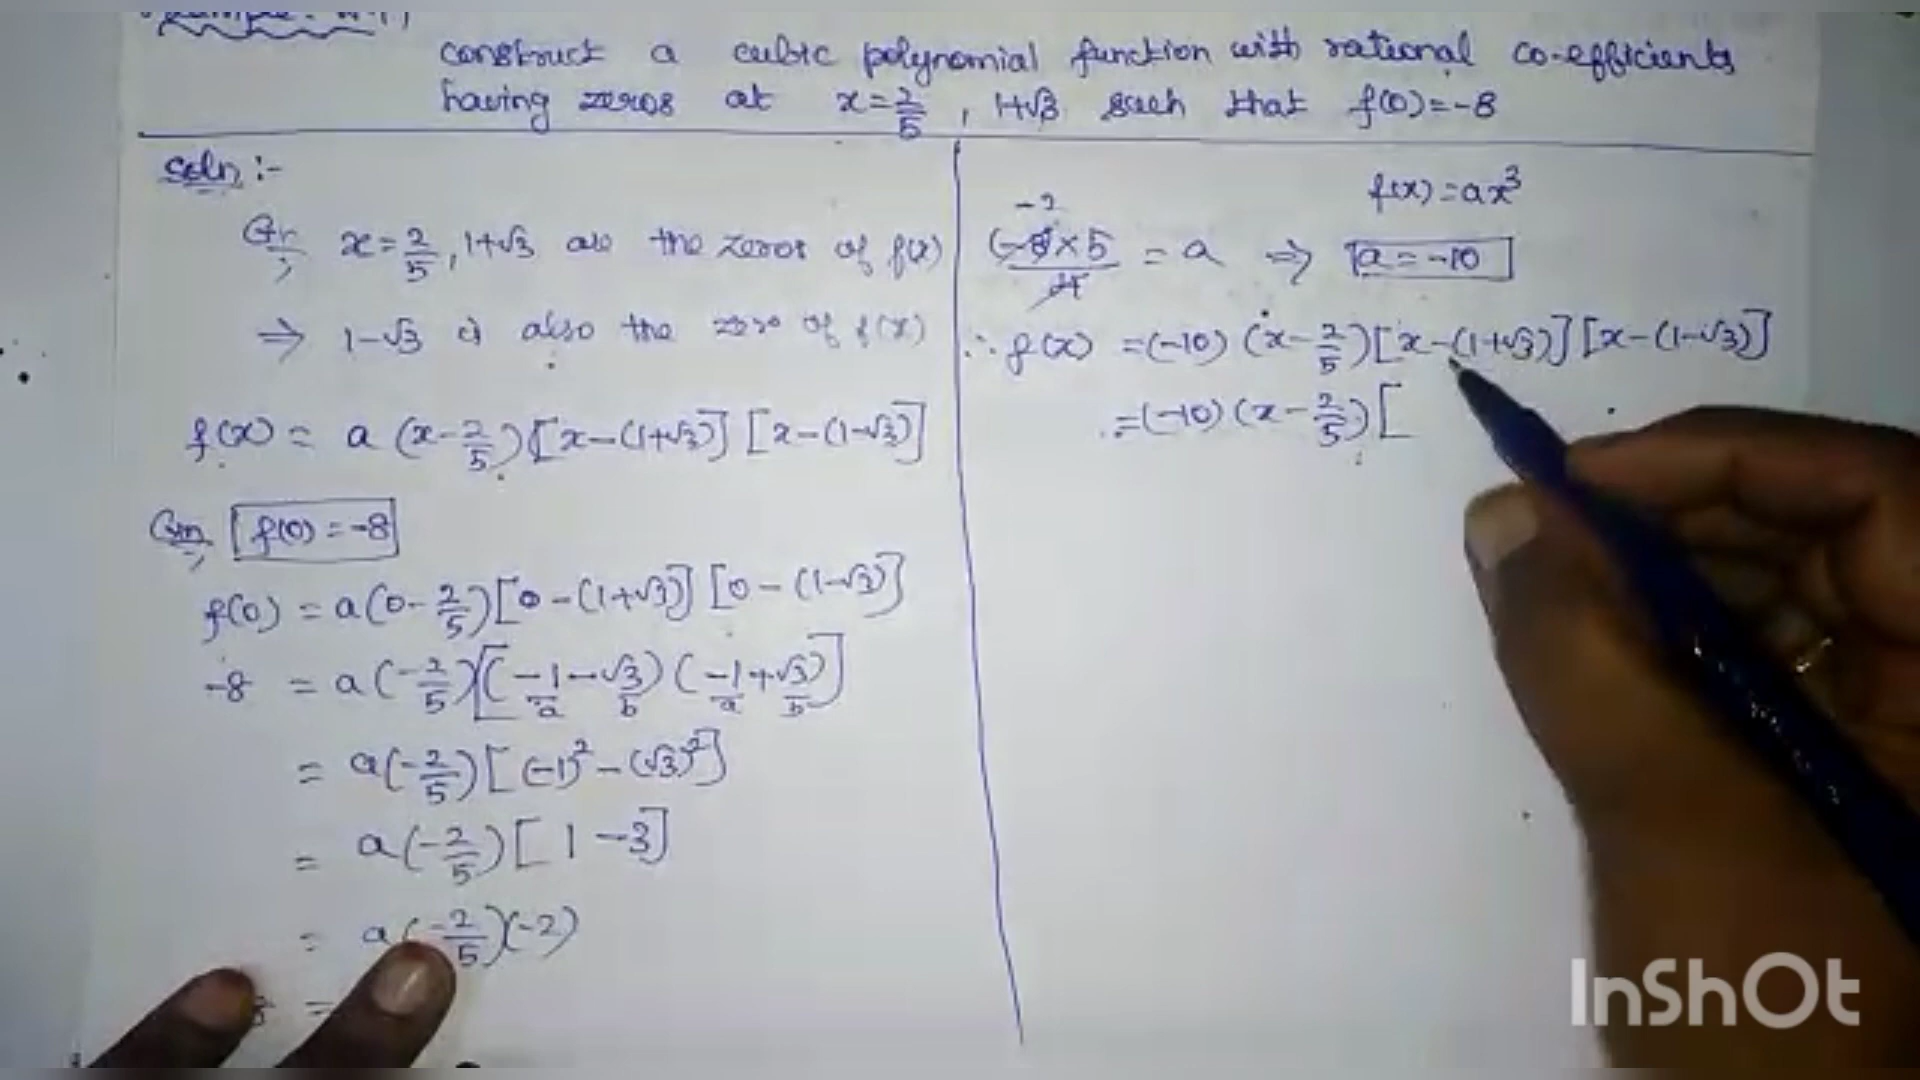 construct a cubic polynomial function with rational co-efficients
having zeros at x=2/5, 1+√3 such that f(0)=-8
Soln :-
Gn, x=2/5, 1+√3 are the zeros of f(x)
⇒ 1-√3 is also the zero of f(x)
f(x) = a (x-2/5) [x-(1+√3)] [x-(1-√3)]
Gn, f(0) = -8
f(0) = a(0-2/5)[0-(1+√3)] [0-(1-√3)]
-8 = a(-2/5)[(-1-√3)(-1+√3)]
a b a b
= a(-2/5)[(-1)²-(√3)²]
= a(-2/5)[1-3]
= a(-2/5)(-2)
=
f(x)=ax³
-2
(-8)×5/4 = a ⇒ a=-10
∴ f(x) =(-10) (x-2/5)[x-(1+√3)][x-(1-√3)]
=(-10)(x-2/5)[
InShOt